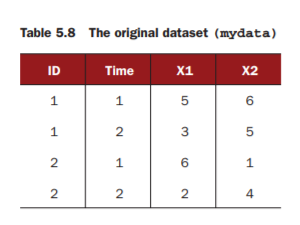 Table 5.8 The original dataset (mydata)
ID Time X1 X2
1 1 5 6
1 2 3 5
2 1 6 1
2 2 2 4